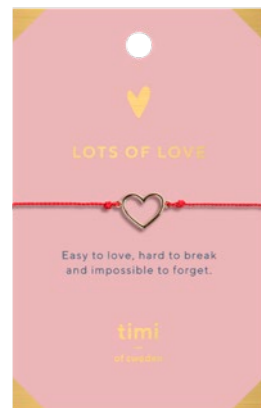 LOTS OF LOVE
Easy to love, hard to break
and impossible to forget.
timi
of sweden